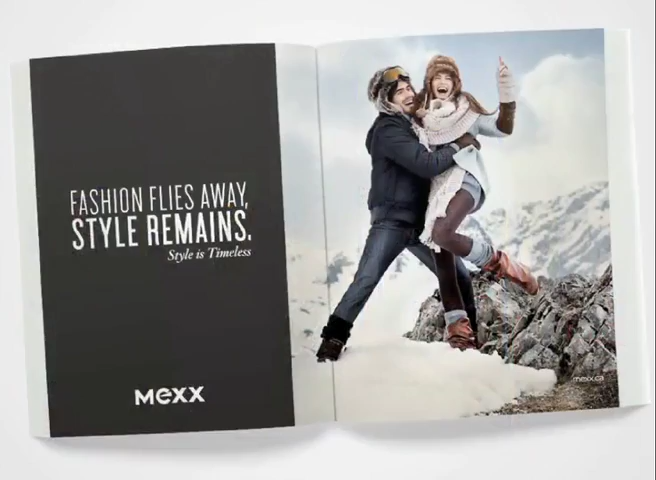 FASHION FLIES AWAY,
STYLE REMAINS.
Style is Timeless
mexx
mexx.ca